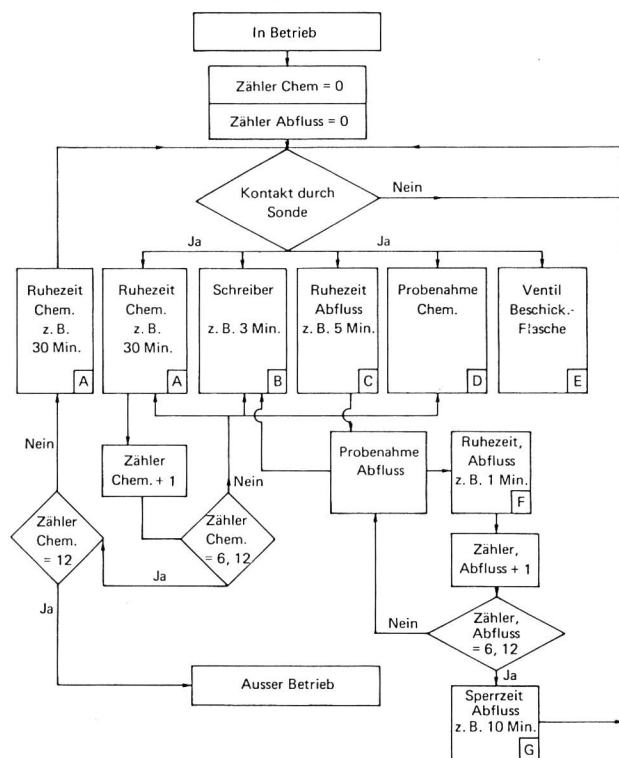 In Betrieb
Zähler Chem = 0
Zähler Abfluss = 0
Kontakt durch
Sonde
Nein
Ja
Ja
Ruhezeit
Chem.
z. B.
30 Min.
A
Ruhezeit
Chem.
z. B.
30 Min.
A
Schreiber
z. B. 3 Min.
B
Ruhezeit
Abfluss
z. B. 5 Min.
C
Probenahme
Chem.
D
Ventil
Beschick.-
Flasche
E
Nein
Zähler
Chem. + 1
Nein
Probenahme
Abfluss
Ruhezeit,
Abfluss
z. B. 1 Min.
F
Zähler
Chem.
= 12
Zähler
Chem.
= 6, 12
Ja
Zähler,
Abfluss + 1
Ja
Nein
Zähler,
Abfluss
= 6, 12
Ja
Ausser Betrieb
Sperrzeit
Abfluss
z. B. 10 Min.
G